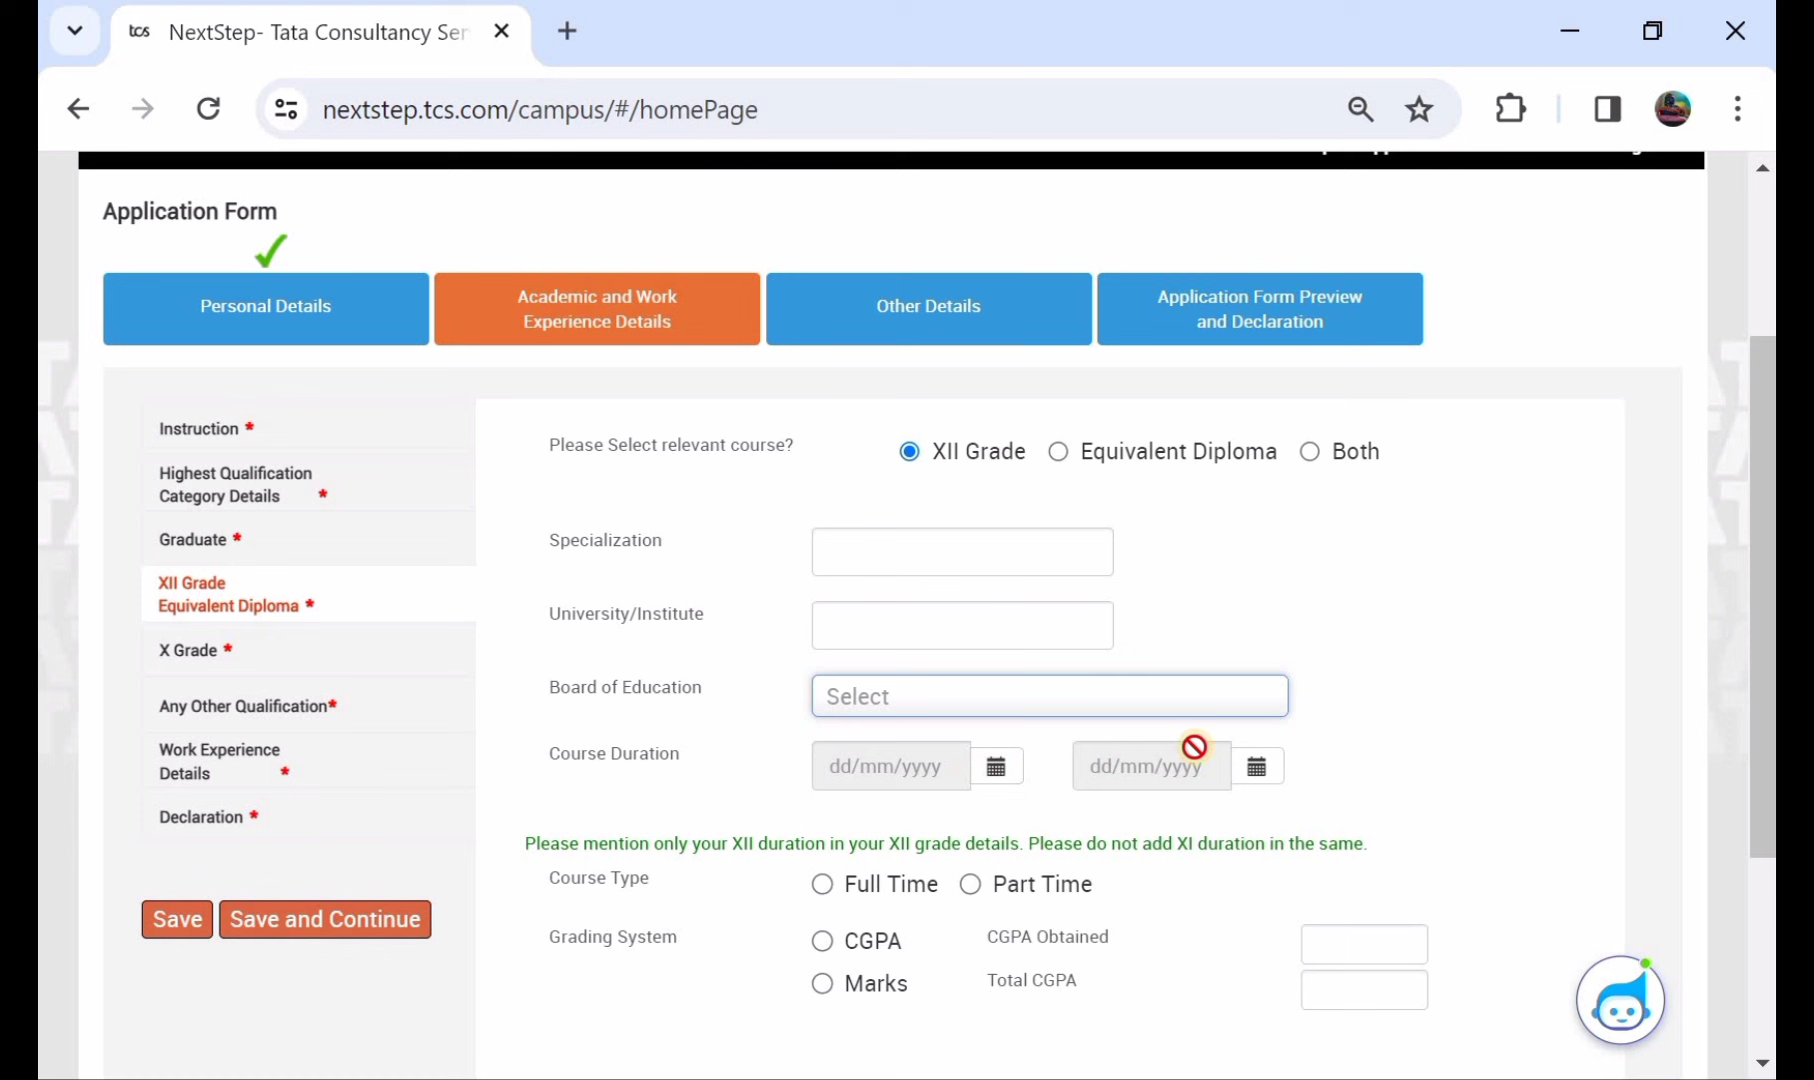 tcs NextStep- Tata Consultancy Ser
nextstep.tcs.com/campus/#/homePage
Application Form
Personal Details
Academic and Work
Experience Details
Other Details
Application Form Preview
and Declaration
Instruction *
Highest Qualification
Category Details *
Graduate *
XII Grade
Equivalent Diploma *
X Grade *
Any Other Qualification*
Work Experience
Details *
Declaration *
Save Save and Continue
Please Select relevant course? XII Grade Equivalent Diploma Both
Specialization
University/Institute
Board of Education Select
Course Duration dd/mm/yyyy dd/mm/yyyy
Please mention only your XII duration in your XII grade details. Please do not add XI duration in the same.
Course Type Full Time Part Time
Grading System CGPA CGPA Obtained
Marks Total CGPA